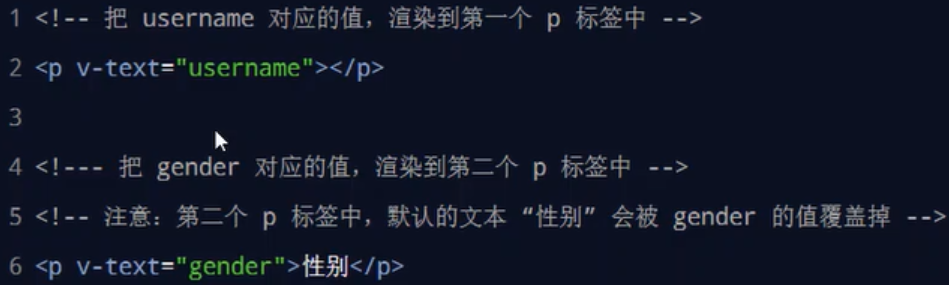 1 <!-- 把 username 对应的值，渲染到第一个 p 标签中 -->
2 <p v-text="username"></p>
3
4 <!--- 把 gender 对应的值，渲染到第二个 p 标签中 -->
5 <!-- 注意：第二个 p 标签中，默认的文本 “性别” 会被 gender 的值覆盖掉 -->
6 <p v-text="gender">性别</p>